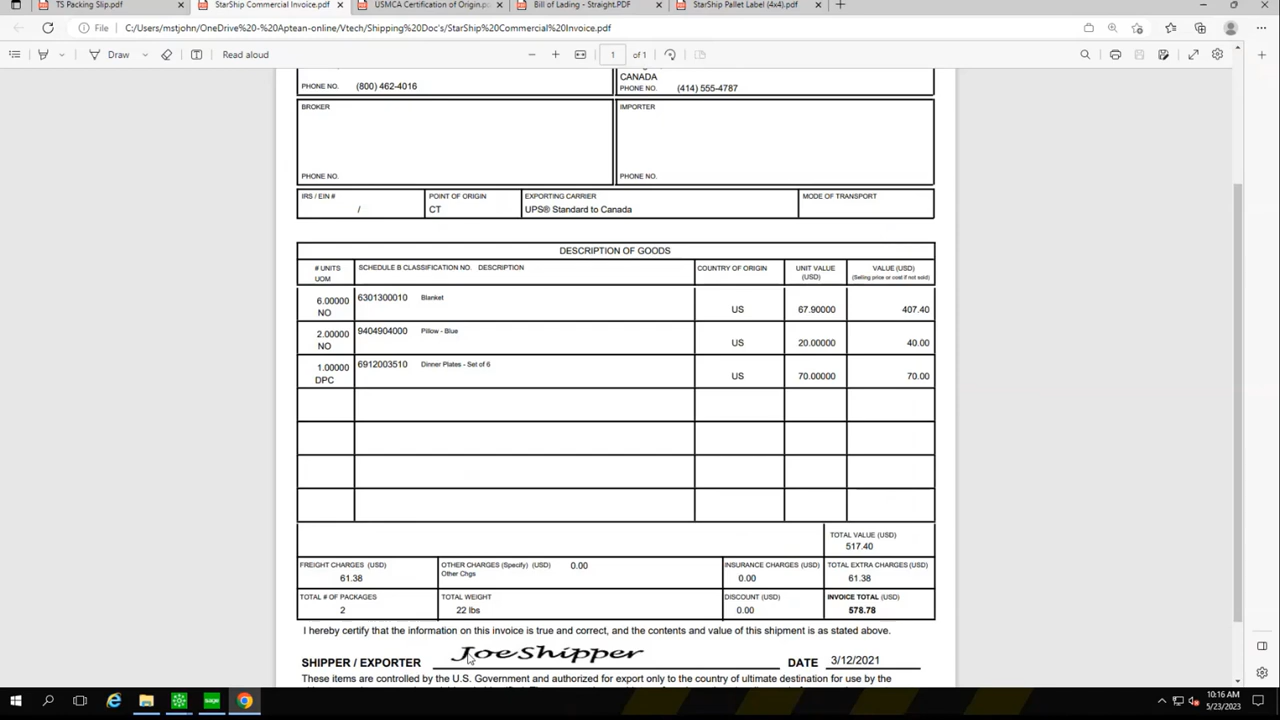 TS Packing Slip.pdf
StarShip Commercial Invoice.pdf
USMCA Certification of Origin.pc
Bill of Lading - Straight.PDF
StarShip Pallet Label (4x4).pdf
File
C:/Users/mstjohn/OneDrive%20-%20Aptean-online/Vtech/Shipping%20Doc's/StarShip%20Commercial%20Invoice.pdf
Draw
Read aloud
1
of 1
CANADA
PHONE NO. (800) 462-4016
PHONE NO. (414) 555-4787
BROKER
IMPORTER
PHONE NO.
PHONE NO.
IRS / EIN #
POINT OF ORIGIN
EXPORTING CARRIER
MODE OF TRANSPORT
/
CT
UPS® Standard to Canada
DESCRIPTION OF GOODS
# UNITS
UOM
SCHEDULE B CLASSIFICATION NO. DESCRIPTION
COUNTRY OF ORIGIN
UNIT VALUE
(USD)
VALUE (USD)
(Selling price or cost if not sold)
6.00000
NO
6301300010 Blanket
US
67.90000
407.40
2.00000
NO
9404904000 Pillow - Blue
US
20.00000
40.00
1.00000
DPC
6912003510 Dinner Plates - Set of 6
US
70.00000
70.00
TOTAL VALUE (USD)
517.40
FREIGHT CHARGES (USD)
61.38
OTHER CHARGES (Specify) (USD) 0.00
Other Chgs
INSURANCE CHARGES (USD)
0.00
TOTAL EXTRA CHARGES (USD)
61.38
TOTAL # OF PACKAGES
2
TOTAL WEIGHT
22 lbs
DISCOUNT (USD)
0.00
INVOICE TOTAL (USD)
578.78
I hereby certify that the information on this invoice is true and correct, and the contents and value of this shipment is as stated above.
SHIPPER / EXPORTER JoeShipper DATE 3/12/2021
These items are controlled by the U.S. Government and authorized for export only to the country of ultimate destination for use by the
sage
10:16 AM
5/23/2023